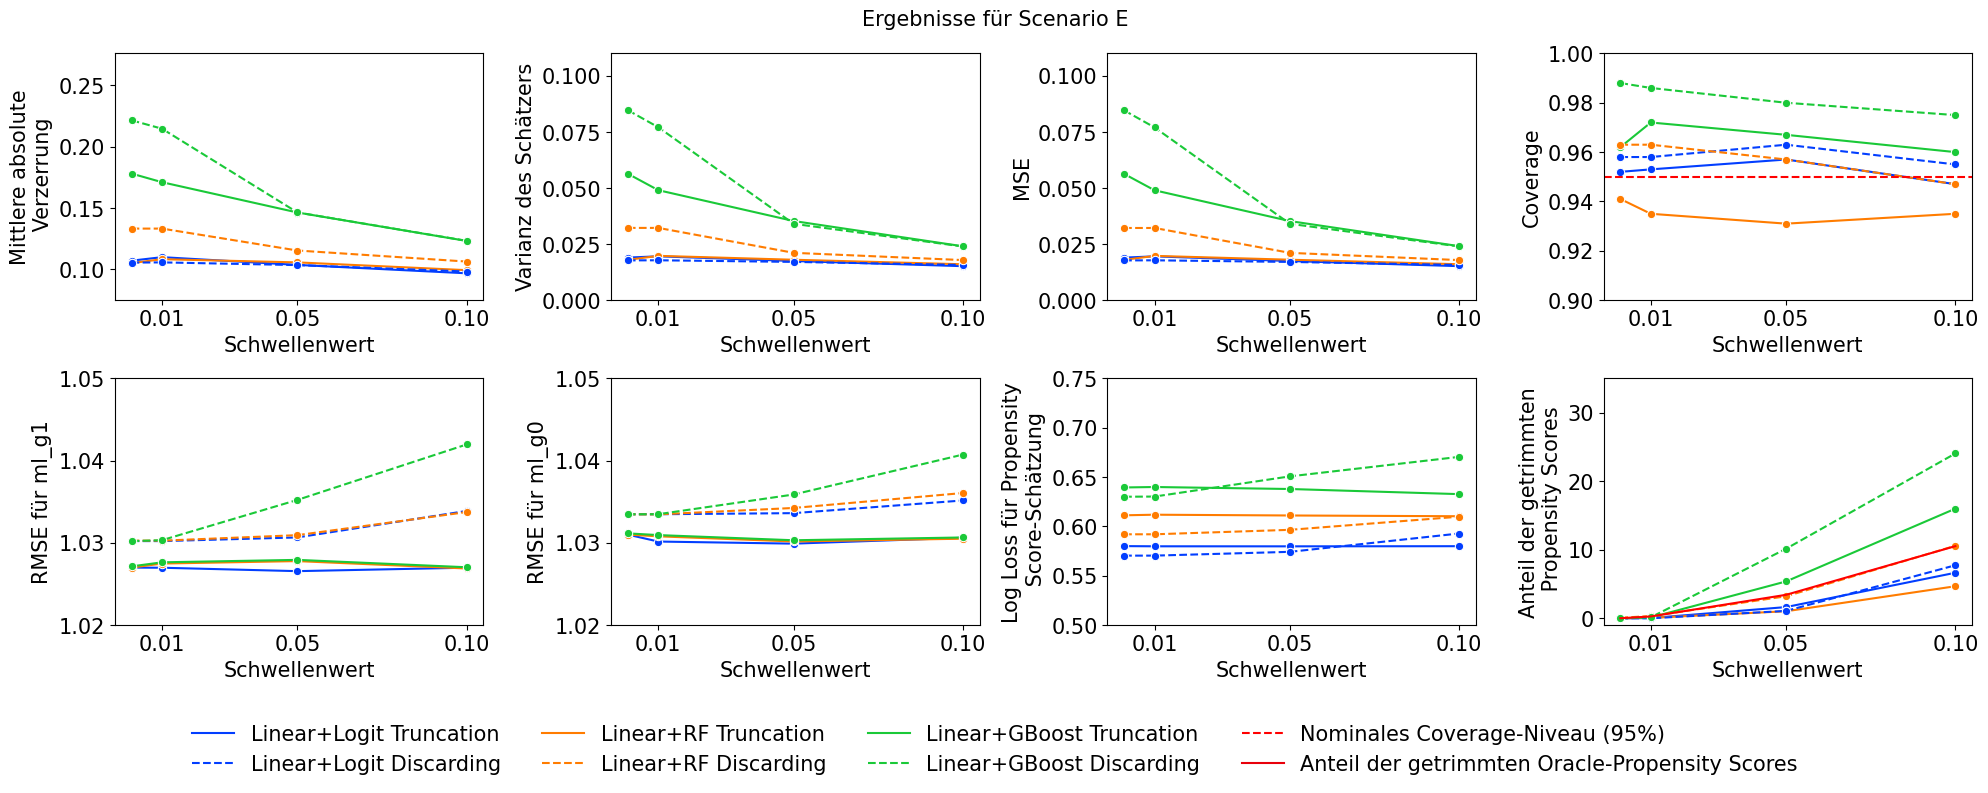 Ergebnisse für Scenario E
Mittlere absolute
Verzerrung
0.25
0.20
0.15
0.10
0.01 0.05 0.10
Schwellenwert
Varianz des Schätzers
0.100
0.075
0.050
0.025
0.000
0.01 0.05 0.10
Schwellenwert
MSE
0.100
0.075
0.050
0.025
0.000
0.01 0.05 0.10
Schwellenwert
Coverage
1.00
0.98
0.96
0.94
0.92
0.90
0.01 0.05 0.10
Schwellenwert
RMSE für ml_g1
1.05
1.04
1.03
1.02
0.01 0.05 0.10
Schwellenwert
RMSE für ml_g0
1.05
1.04
1.03
1.02
0.01 0.05 0.10
Schwellenwert
Log Loss für Propensity
Score-Schätzung
0.75
0.70
0.65
0.60
0.55
0.50
0.01 0.05 0.10
Schwellenwert
Anteil der getrimmten
Propensity Scores
30
20
10
0
0.01 0.05 0.10
Schwellenwert
Linear+Logit Truncation
Linear+Logit Discarding
Linear+RF Truncation
Linear+RF Discarding
Linear+GBoost Truncation
Linear+GBoost Discarding
Nominales Coverage-Niveau (95%)
Anteil der getrimmten Oracle-Propensity Scores